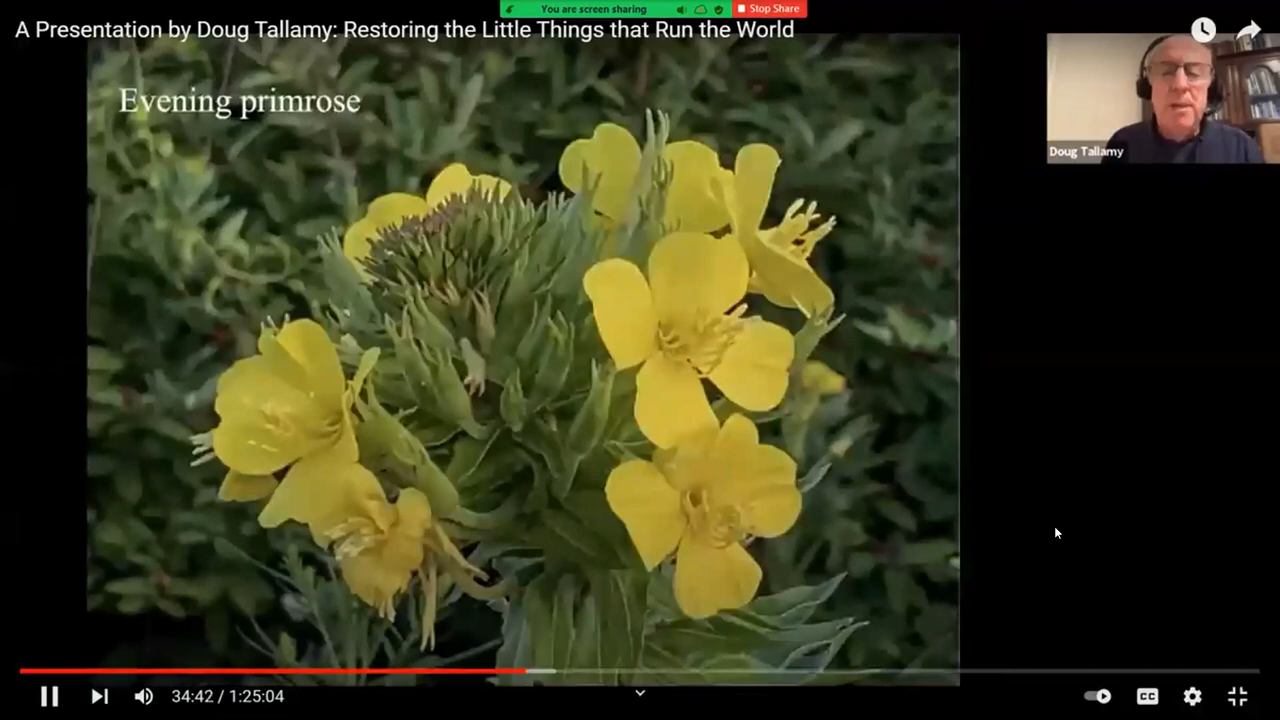 You are screen sharing
Stop Share
A Presentation by Doug Tallamy: Restoring the Little Things that Run the World
Evening primrose
Doug Tallamy
34:42 / 1:25:04
CC